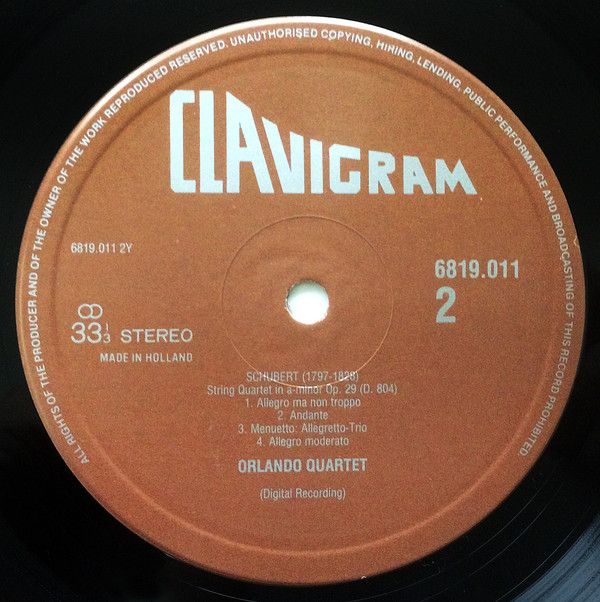 ALL RIGHTS OF THE PRODUCER AND OF THE OWNER OF THE WORK REPRODUCED RESERVED. UNAUTHORISED COPYING, HIRING, LENDING, PUBLIC PERFORMANCE AND BROADCASTING OF THIS RECORD PROHIBITED.
CLAVIGRAM
6819.011 2Y
6819.011
2
33 1/3 STEREO
MADE IN HOLLAND
SCHUBERT (1797-1828)
String Quartet in a-minor Op. 29 (D. 804)
1. Allegro ma non troppo
2. Andante
3. Menuetto: Allegretto-Trio
4. Allegro moderato
ORLANDO QUARTET
(Digital Recording)